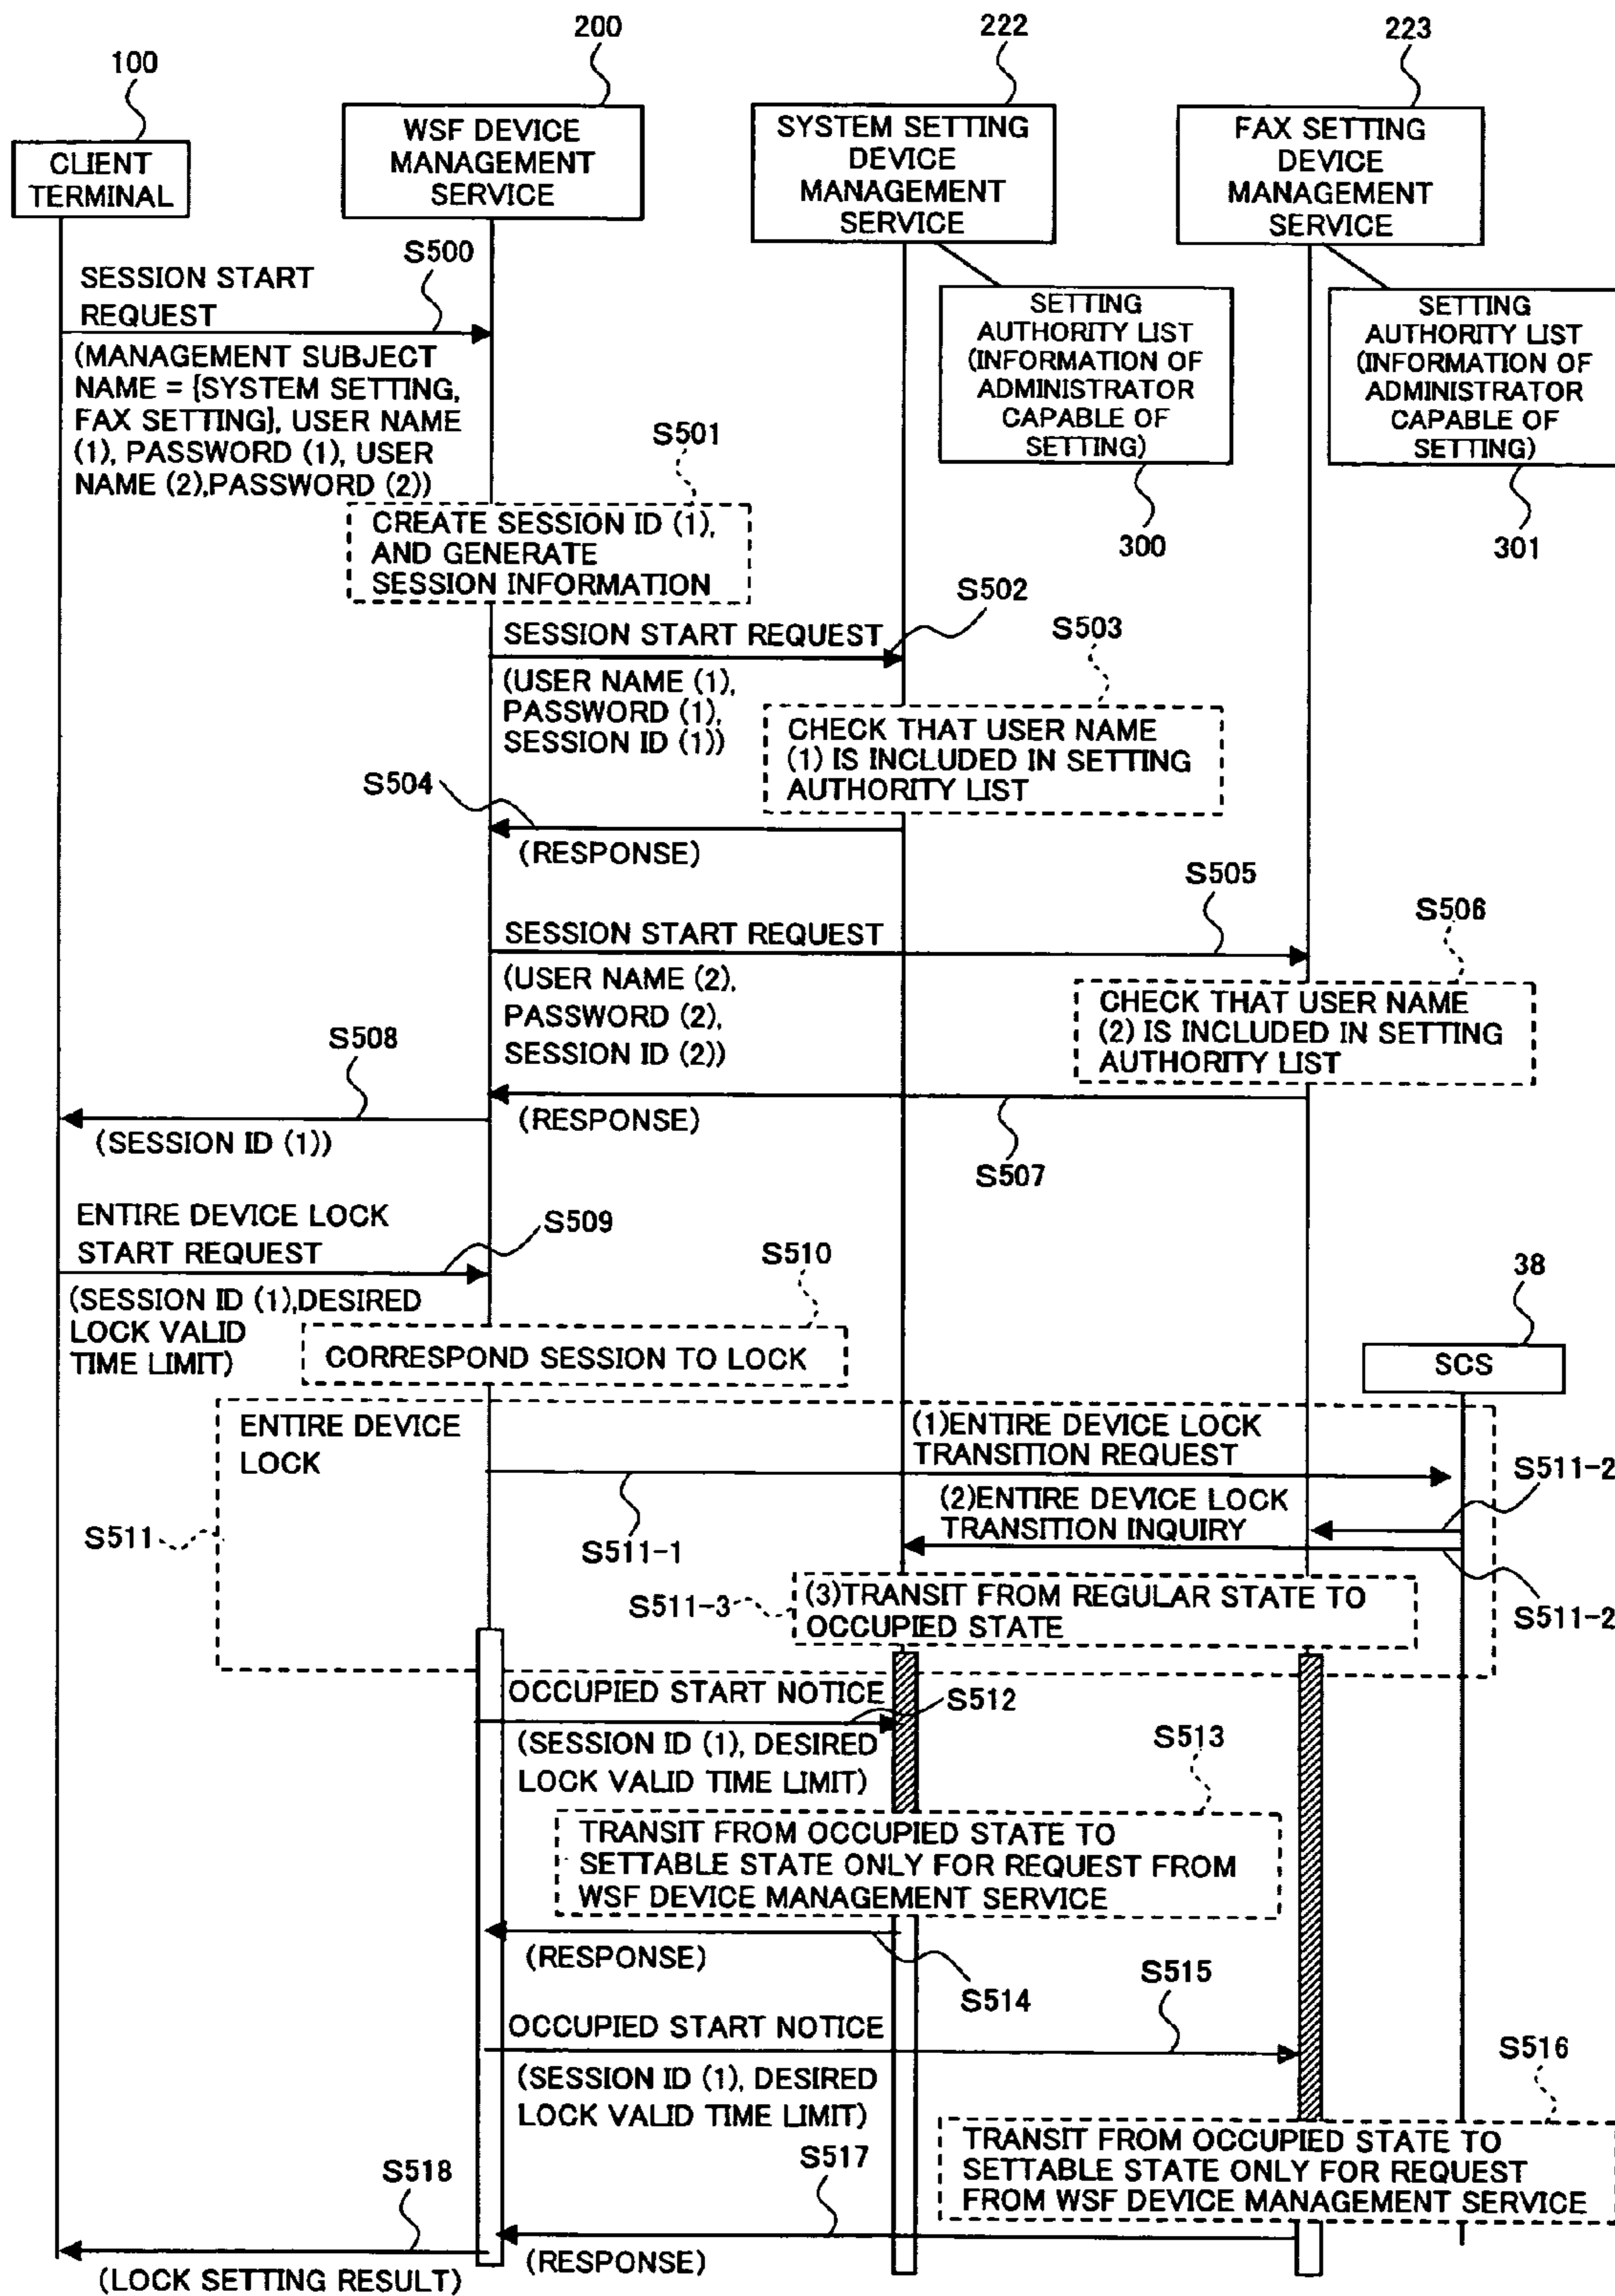 100
200
222
223
CLIENT
TERMINAL
WSF DEVICE
MANAGEMENT
SERVICE
SYSTEM SETTING
DEVICE
MANAGEMENT
SERVICE
FAX SETTING
DEVICE
MANAGEMENT
SERVICE
S500
SESSION START
REQUEST
(MANAGEMENT SUBJECT
NAME = {SYSTEM SETTING,
FAX SETTING}, USER NAME
(1), PASSWORD (1), USER
NAME (2),PASSWORD (2))
SETTING
AUTHORITY LIST
(INFORMATION OF
ADMINISTRATOR
CAPABLE OF
SETTING)
300
SETTING
AUTHORITY LIST
(INFORMATION OF
ADMINISTRATOR
CAPABLE OF
SETTING)
301
S501
CREATE SESSION ID (1),
AND GENERATE
SESSION INFORMATION
S502
SESSION START REQUEST
(USER NAME (1),
PASSWORD (1),
SESSION ID (1))
S503
CHECK THAT USER NAME
(1) IS INCLUDED IN SETTING
AUTHORITY LIST
S504
(RESPONSE)
S505
SESSION START REQUEST
(USER NAME (2),
PASSWORD (2),
SESSION ID (2))
S506
CHECK THAT USER NAME
(2) IS INCLUDED IN SETTING
AUTHORITY LIST
S508
(SESSION ID (1))
(RESPONSE)
S507
ENTIRE DEVICE LOCK
START REQUEST
S509
(SESSION ID (1),DESIRED
LOCK VALID
TIME LIMIT)
S510
CORRESPOND SESSION TO LOCK
38
SCS
ENTIRE DEVICE
LOCK
(1)ENTIRE DEVICE LOCK
TRANSITION REQUEST
S511-2
(2)ENTIRE DEVICE LOCK
TRANSITION INQUIRY
S511
S511-1
S511-3
(3)TRANSIT FROM REGULAR STATE TO
OCCUPIED STATE
S511-2
OCCUPIED START NOTICE
S512
(SESSION ID (1), DESIRED
LOCK VALID TIME LIMIT)
S513
TRANSIT FROM OCCUPIED STATE TO
SETTABLE STATE ONLY FOR REQUEST FROM
WSF DEVICE MANAGEMENT SERVICE
(RESPONSE)
S514
S515
OCCUPIED START NOTICE
(SESSION ID (1), DESIRED
LOCK VALID TIME LIMIT)
S516
TRANSIT FROM OCCUPIED STATE TO
SETTABLE STATE ONLY FOR REQUEST
FROM WSF DEVICE MANAGEMENT SERVICE
S517
S518
(RESPONSE)
(LOCK SETTING RESULT)